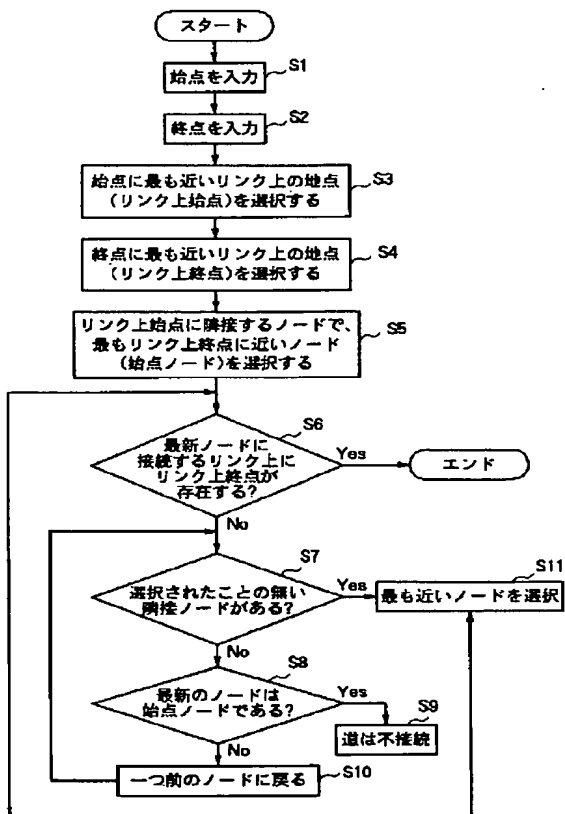 スタート
始点を入力
S1
終点を入力
S2
始点に最も近いリンク上の地点
(リンク上始点)を選択する
S3
終点に最も近いリンク上の地点
(リンク上終点)を選択する
S4
リンク上始点に隣接するノードで、
最もリンク上終点に近いノード
(始点ノード)を選択する
S5
最新ノードに
接続するリンク上に
リンク上終点が
存在する?
S6
Yes
エンド
No
選択されたことの無い
隣接ノードがある?
S7
Yes
最も近いノードを選択
S11
No
最新のノードは
始点ノードである?
S8
Yes
道は不接続
S9
No
一つ前のノードに戻る
S10